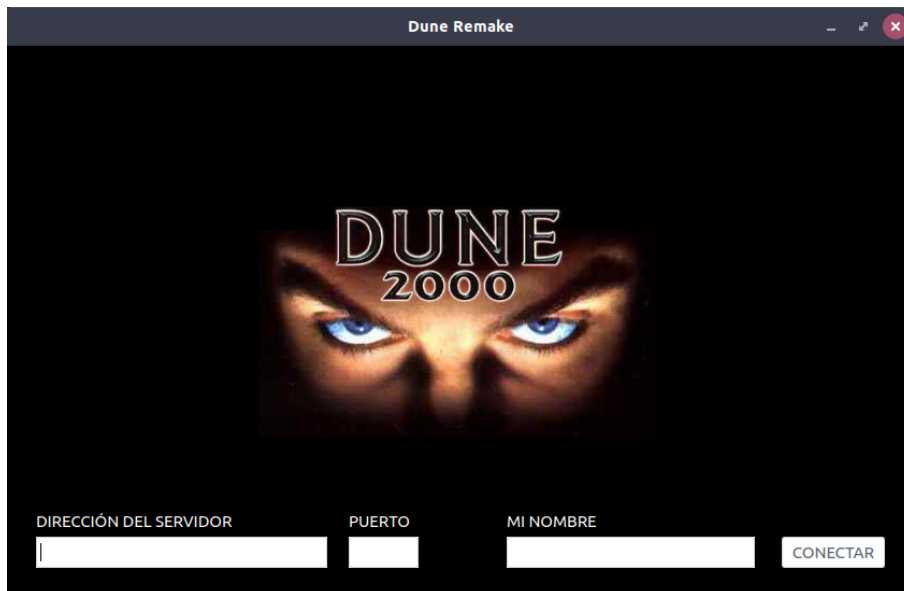 Dune Remake
DUNE
2000
DIRECCIÓN DEL SERVIDOR
PUERTO
MI NOMBRE
CONECTAR